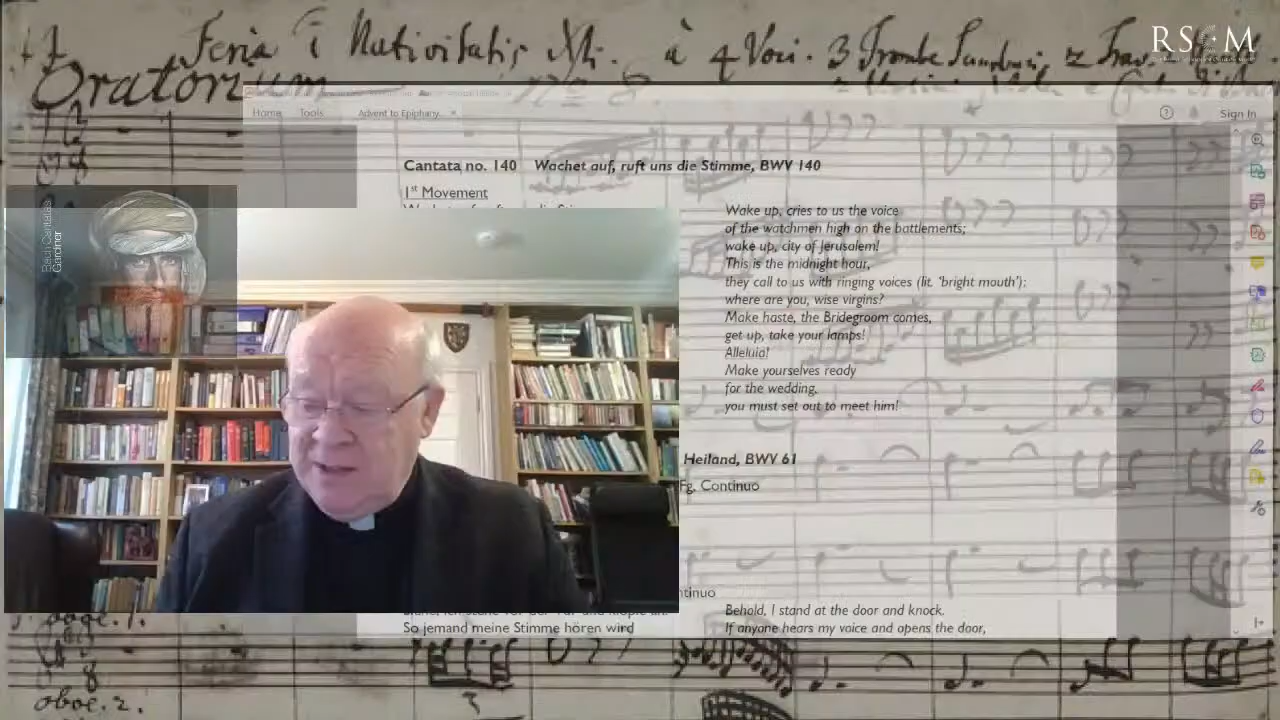 Feria
Nativitatis Xti. à 4 Voci. 3 Trombe
RSCM
Oratorium
Home Tools Advent to Epiphany... × Sign In
Cantata no. 140 Wachet auf, ruft uns die Stimme, BWV 140
1st Movement
Wake up, cries to us the voice
of the watchmen high on the battlements;
wake up, city of Jerusalem!
This is the midnight hour,
they call to us with ringing voices (lit. ‘bright mouth’):
where are you, wise virgins?
Make haste, the Bridegroom comes,
get up, take your lamps!
Alleluia!
Make yourselves ready
for the wedding,
you must set out to meet him!
Bach Cantatas
Gardiner
Heiland, BWV 61
Fg. Continuo
ntinuo
Behold, I stand at the door and knock.
So jemand meine Stimme hören wird
If anyone hears my voice and opens the door,
oboe. 2.